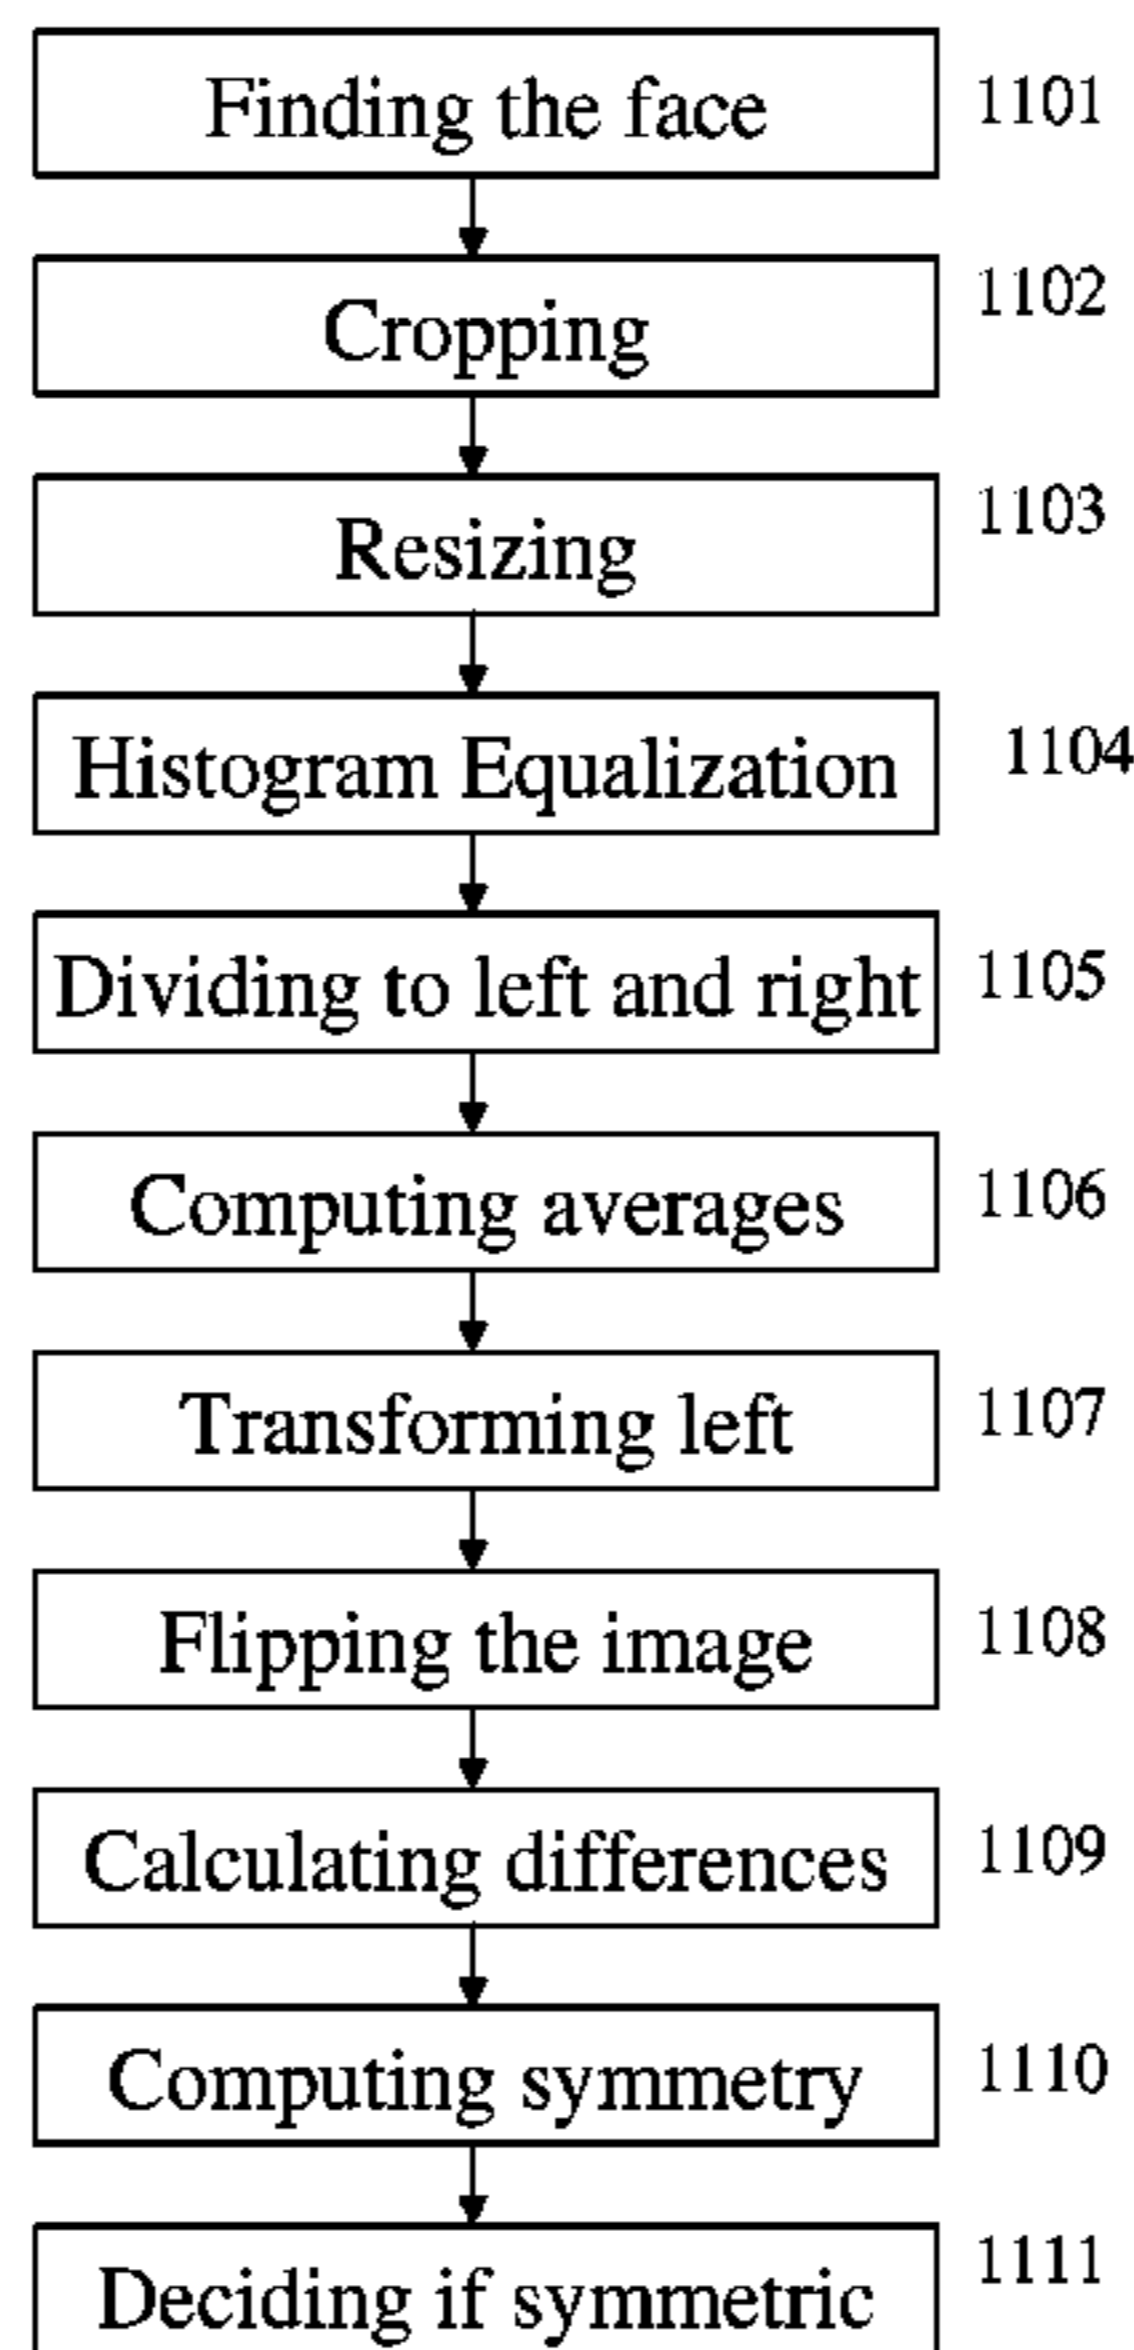 Finding the face 1101
Cropping 1102
Resizing 1103
Histogram Equalization 1104
Dividing to left and right 1105
Computing averages 1106
Transforming left 1107
Flipping the image 1108
Calculating differences 1109
Computing symmetry 1110
Deciding if symmetric 1111